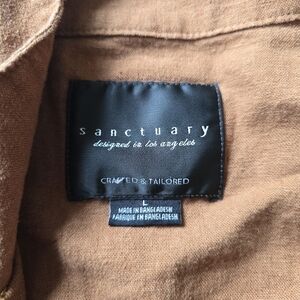 sanctuary
designed in los angeles
CRAFTED & TAILORED
L
MADE IN BANGLADESH
FABRIQUE EN BANGLADESH